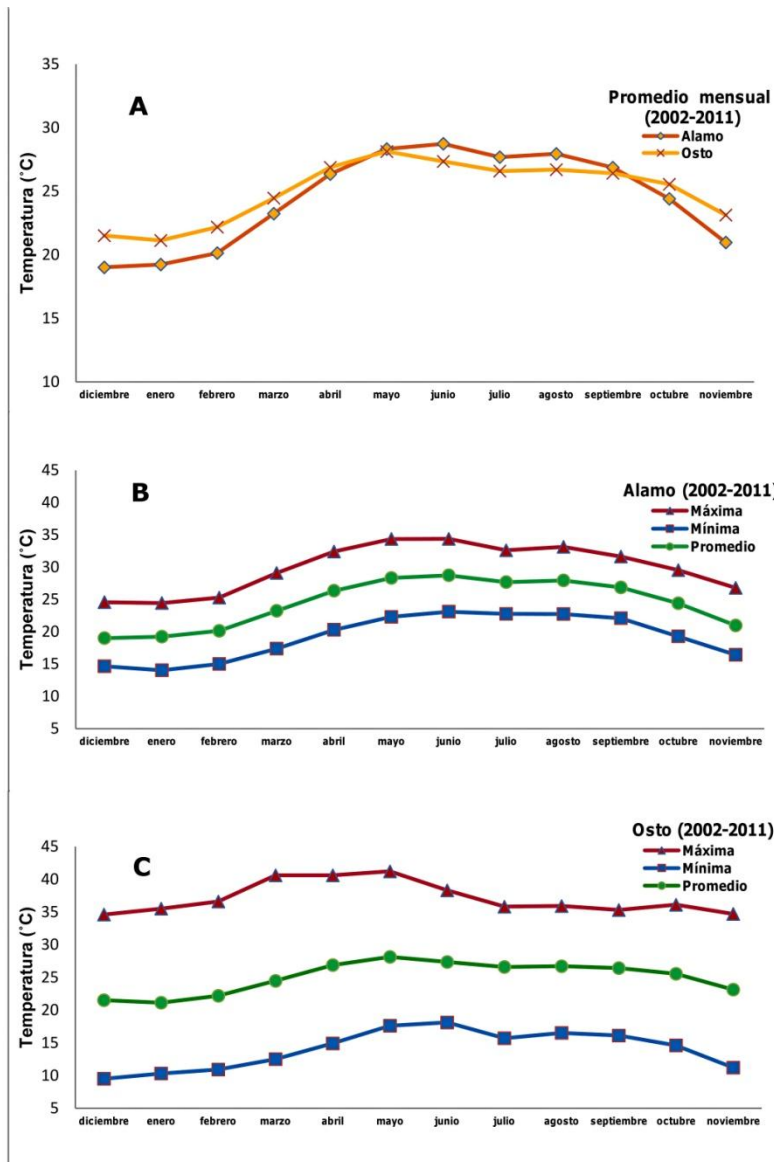 A
Promedio mensual
(2002-2011)
Alamo
Osto
Temperatura (°C)
35
30
25
20
15
10
diciembre enero febrero marzo abril mayo junio julio agosto septiembre octubre noviembre
B
Alamo (2002-2011)
Máxima
Mínima
Promedio
Temperatura (°C)
45
40
35
30
25
20
15
10
5
diciembre enero febrero marzo abril mayo junio julio agosto septiembre octubre noviembre
C
Osto (2002-2011)
Máxima
Mínima
Promedio
Temperatura (°C)
45
40
35
30
25
20
15
10
5
diciembre enero febrero marzo abril mayo junio julio agosto septiembre octubre noviembre